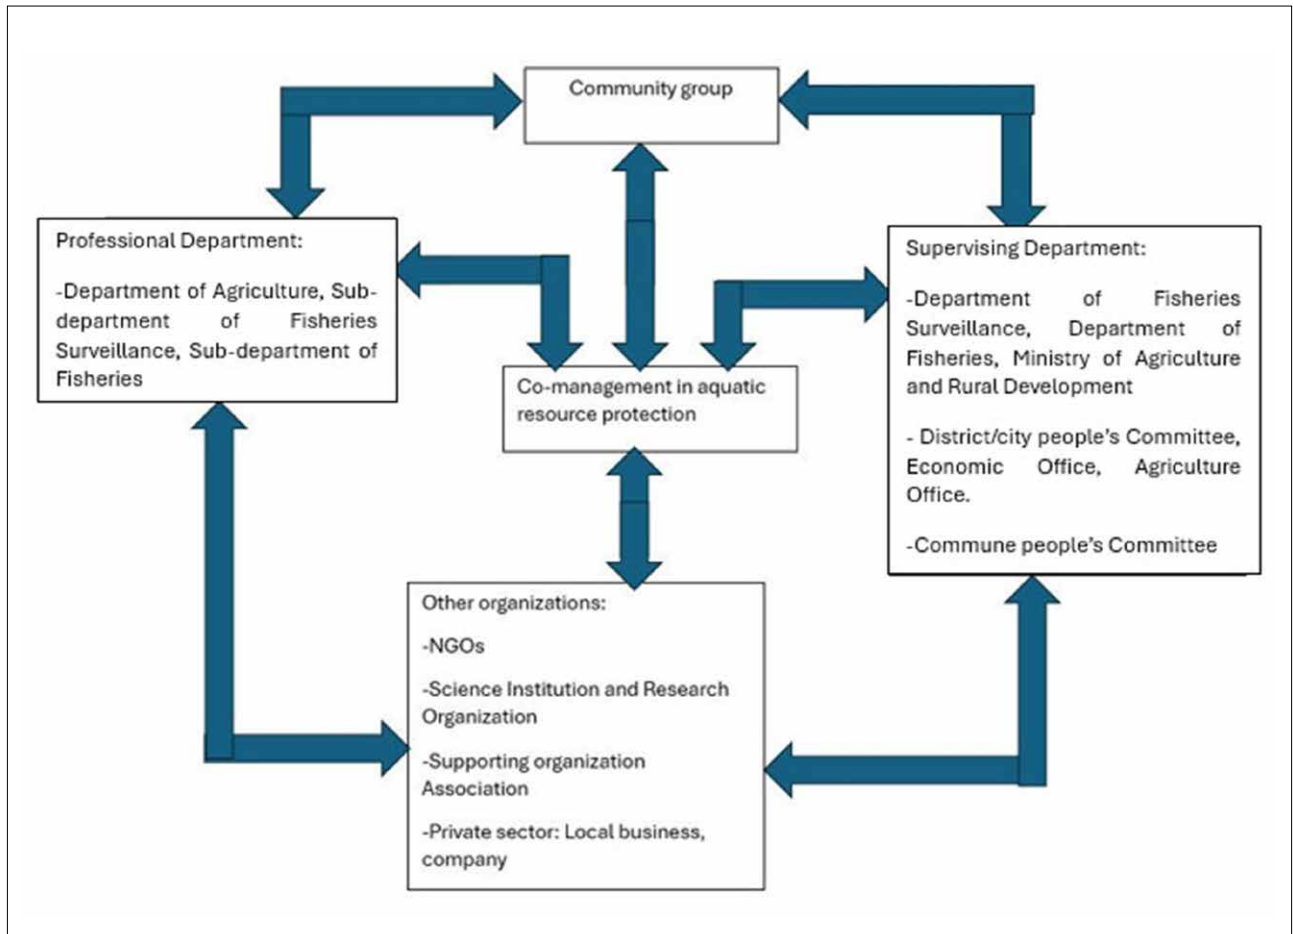 Community group
Professional Department:
-Department of Agriculture, Sub-
department of Fisheries
Surveillance, Sub-department of
Fisheries
Supervising Department:
-Department of Fisheries
Surveillance, Department of
Fisheries, Ministry of Agriculture
and Rural Development
- District/city people’s Committee,
Economic Office, Agriculture
Office.
-Commune people’s Committee
Co-management in aquatic
resource protection
Other organizations:
-NGOs
-Science Institution and Research
Organization
-Supporting organization
Association
-Private sector: Local business,
company